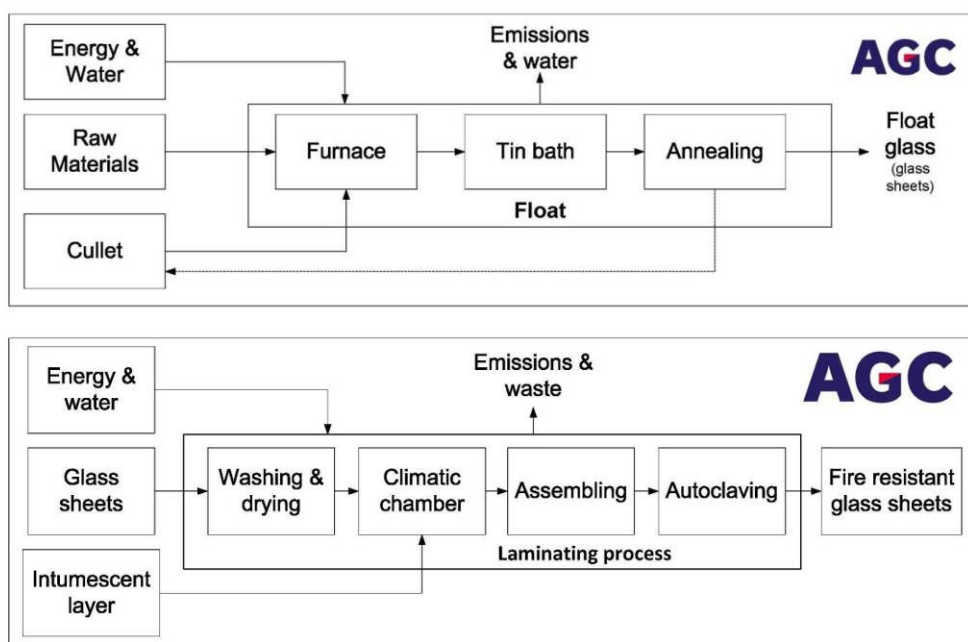 Energy &
Water
Emissions
& water
AGC
Raw
Materials
Furnace
Tin bath
Annealing
Float
glass
(glass
sheets)
Float
Cullet
Energy &
water
Emissions &
waste
AGC
Glass
sheets
Washing &
drying
Climatic
chamber
Assembling
Autoclaving
Fire resistant
glass sheets
Laminating process
Intumescent
layer